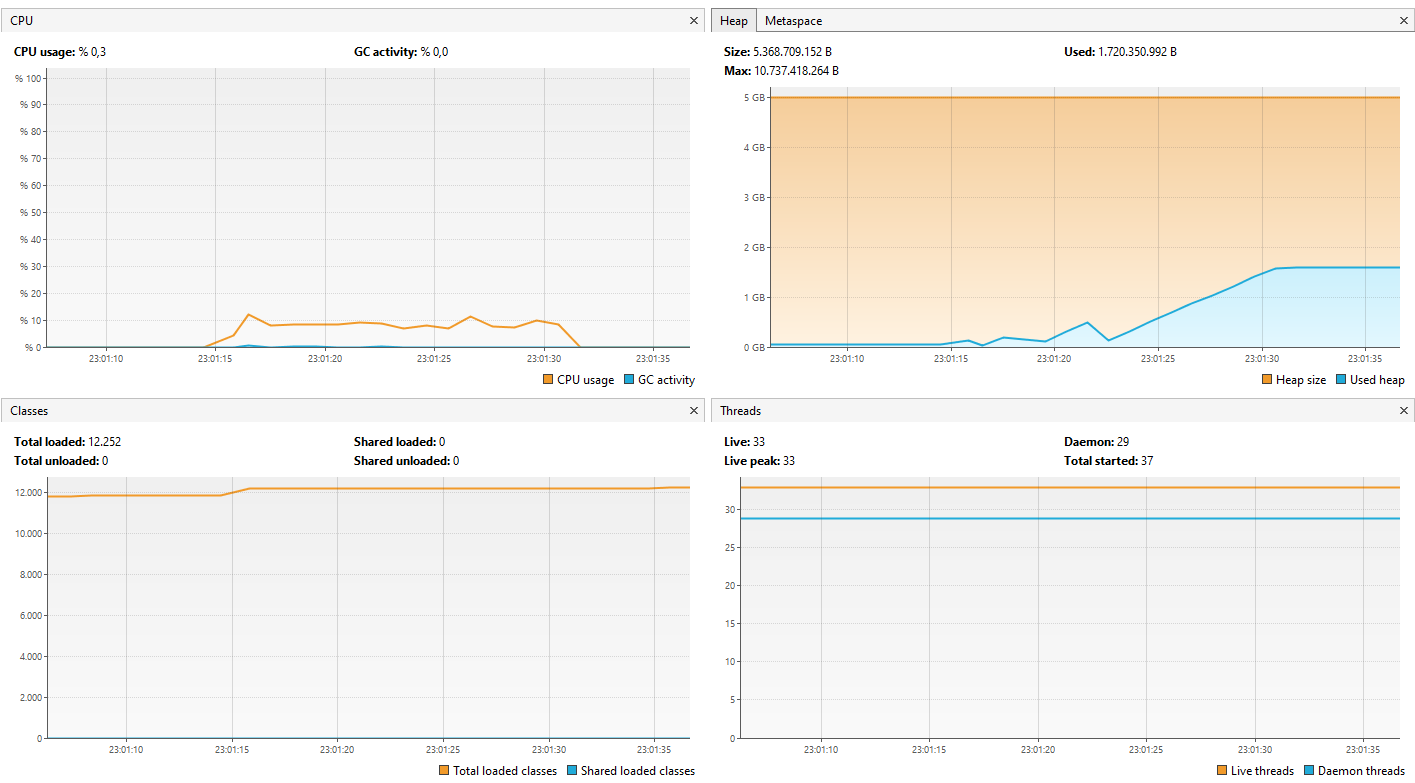 CPU ×
CPU usage: % 0,3 GC activity: % 0,0
% 100
% 90
% 80
% 70
% 60
% 50
% 40
% 30
% 20
% 10
% 0
23:01:10 23:01:15 23:01:20 23:01:25 23:01:30 23:01:35
CPU usage GC activity
Heap Metaspace ×
Size: 5.368.709.152 B Used: 1.720.350.992 B
Max: 10.737.418.264 B
5 GB
4 GB
3 GB
2 GB
1 GB
0 GB
23:01:10 23:01:15 23:01:20 23:01:25 23:01:30 23:01:35
Heap size Used heap
Classes ×
Total loaded: 12.252 Shared loaded: 0
Total unloaded: 0 Shared unloaded: 0
12.000
10.000
8.000
6.000
4.000
2.000
0
23:01:10 23:01:15 23:01:20 23:01:25 23:01:30 23:01:35
Total loaded classes Shared loaded classes
Threads ×
Live: 33 Daemon: 29
Live peak: 33 Total started: 37
30
25
20
15
10
5
0
23:01:10 23:01:15 23:01:20 23:01:25 23:01:30 23:01:35
Live threads Daemon threads